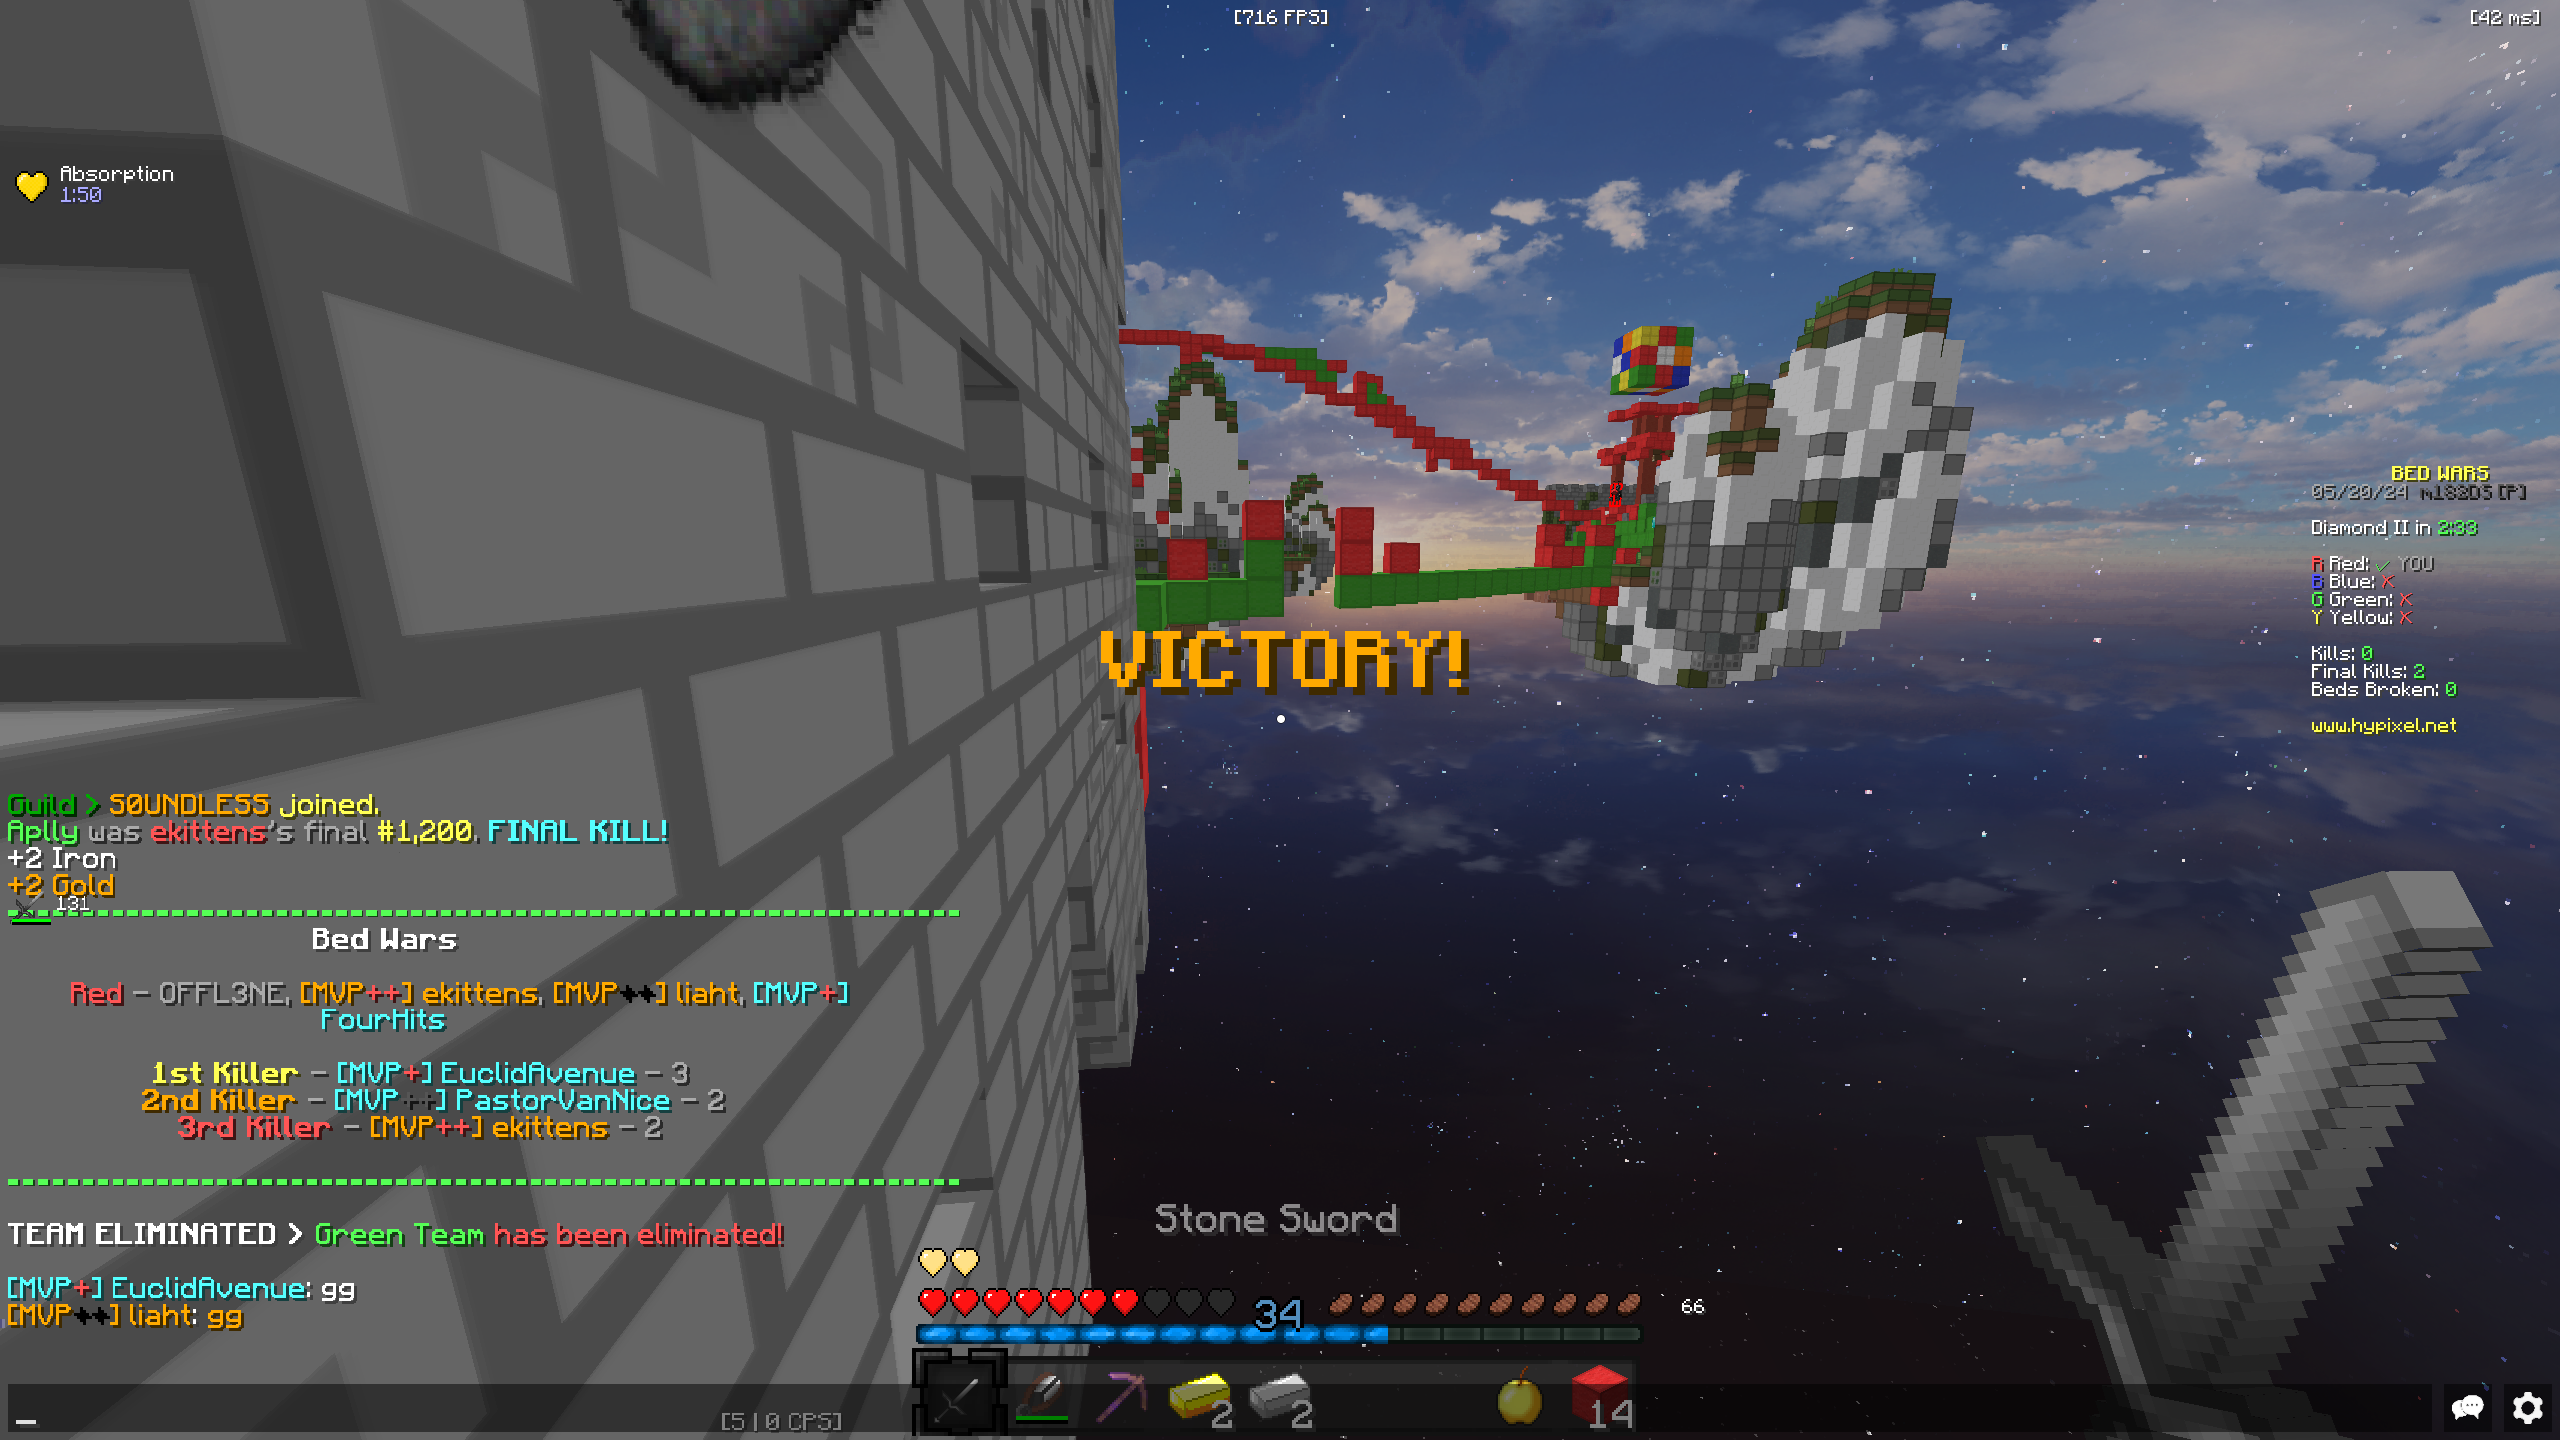 [716 FPS]
[42 ms]
Absorption
1:50
BED WARS
05/20/24 m188D5 [P]
Diamond II in 2:33
R Red: ✓ YOU
B Blue: ✗
G Green: ✗
Y Yellow: ✗
Kills: 0
Final Kills: 2
Beds Broken: 0
www.hypixel.net
VICTORY!
Guild > S0UNDLESS joined.
Aplly was ekittens's final #1,200. FINAL KILL!
+2 Iron
+2 Gold
131
Bed Wars
Red - OFFL3NE, [MVP++] ekittens, [MVP++] liaht, [MVP+]
FourHits
1st Killer - [MVP+] EuclidAvenue - 3
2nd Killer - [MVP++] PastorVanNice - 2
3rd Killer - [MVP++] ekittens - 2
TEAM ELIMINATED > Green Team has been eliminated!
[MVP+] EuclidAvenue: gg
[MVP++] liaht: gg
Stone Sword
34
66
2
2
14
[5 | 0 CPS]